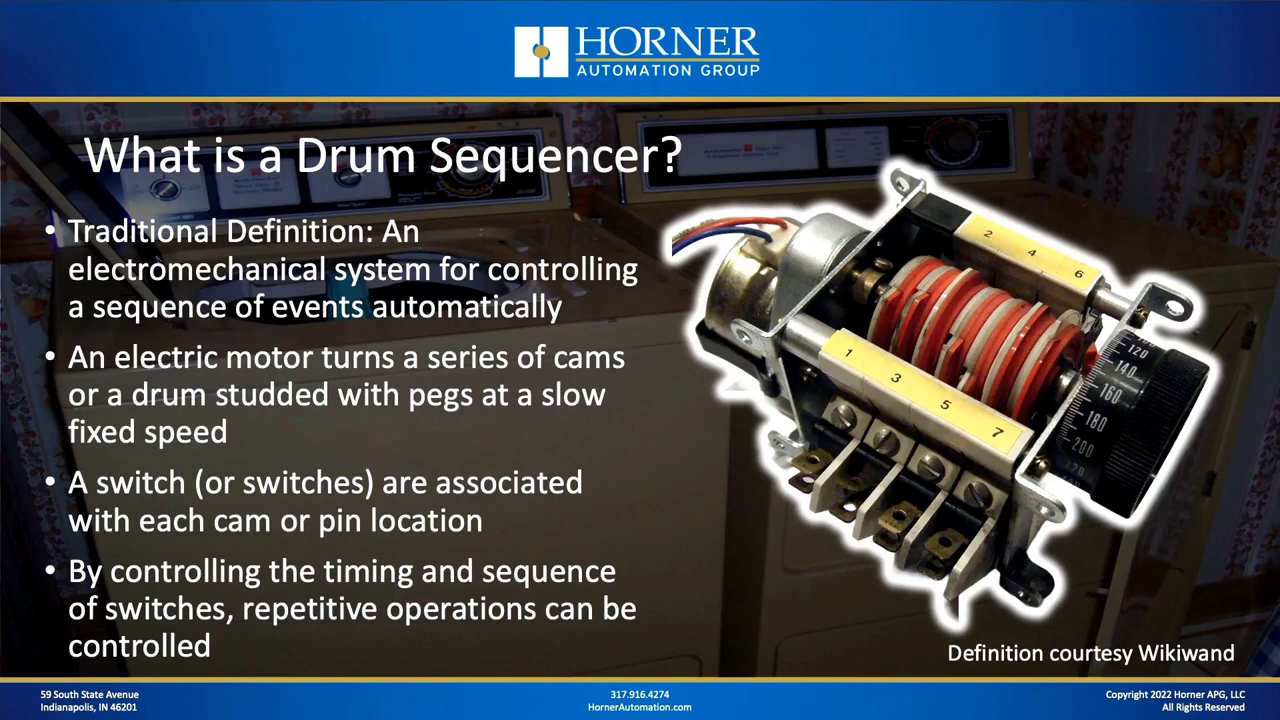 HORNER
AUTOMATION GROUP
What is a Drum Sequencer?
• Traditional Definition: An
electromechanical system for controlling
a sequence of events automatically
• An electric motor turns a series of cams
or a drum studded with pegs at a slow
fixed speed
• A switch (or switches) are associated
with each cam or pin location
• By controlling the timing and sequence
of switches, repetitive operations can be
controlled
2 4 6
1 3 5 7
120
140
160
180
200
Definition courtesy Wikiwand
59 South State Avenue
Indianapolis, IN 46201
317.916.4274
HornerAutomation.com
Copyright 2022 Horner APG, LLC
All Rights Reserved